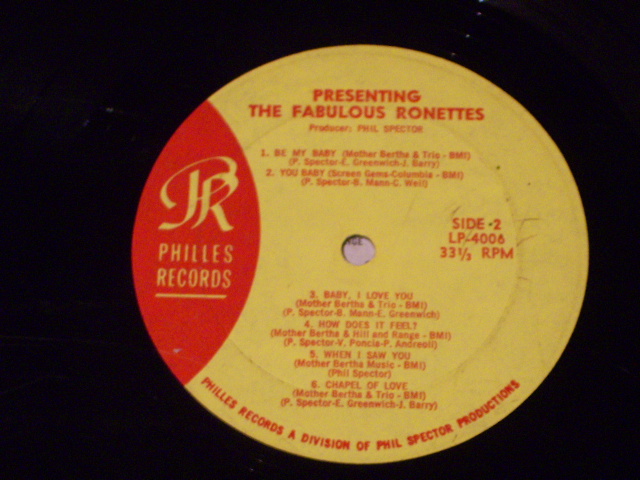 PRESENTING
THE FABULOUS RONETTES
Producer: PHIL SPECTOR
1. BE MY BABY (Mother Bertha & Trio - BMI)
(P. Spector-E. Greenwich-J. Barry)
2. YOU BABY (Screen Gems-Columbia - BMI)
(P. Spector-B. Mann-C. Weil)
PR
PHILLES
RECORDS
SIDE-2
LP-4006
33⅓ RPM
3. BABY, I LOVE YOU
(Mother Bertha & Trio - BMI)
(P. Spector-B. Mann-E. Greenwich)
4. HOW DOES IT FEEL?
(Mother Bertha & Hill and Range - BMI)
(P. Spector-V. Poncia-P. Andreoli)
5. WHEN I SAW YOU
(Mother Bertha Music - BMI)
(Phil Spector)
6. CHAPEL OF LOVE
(Mother Bertha & Trio - BMI)
(P. Spector-E. Greenwich-J. Barry)
PHILLES RECORDS A DIVISION OF PHIL SPECTOR PRODUCTIONS